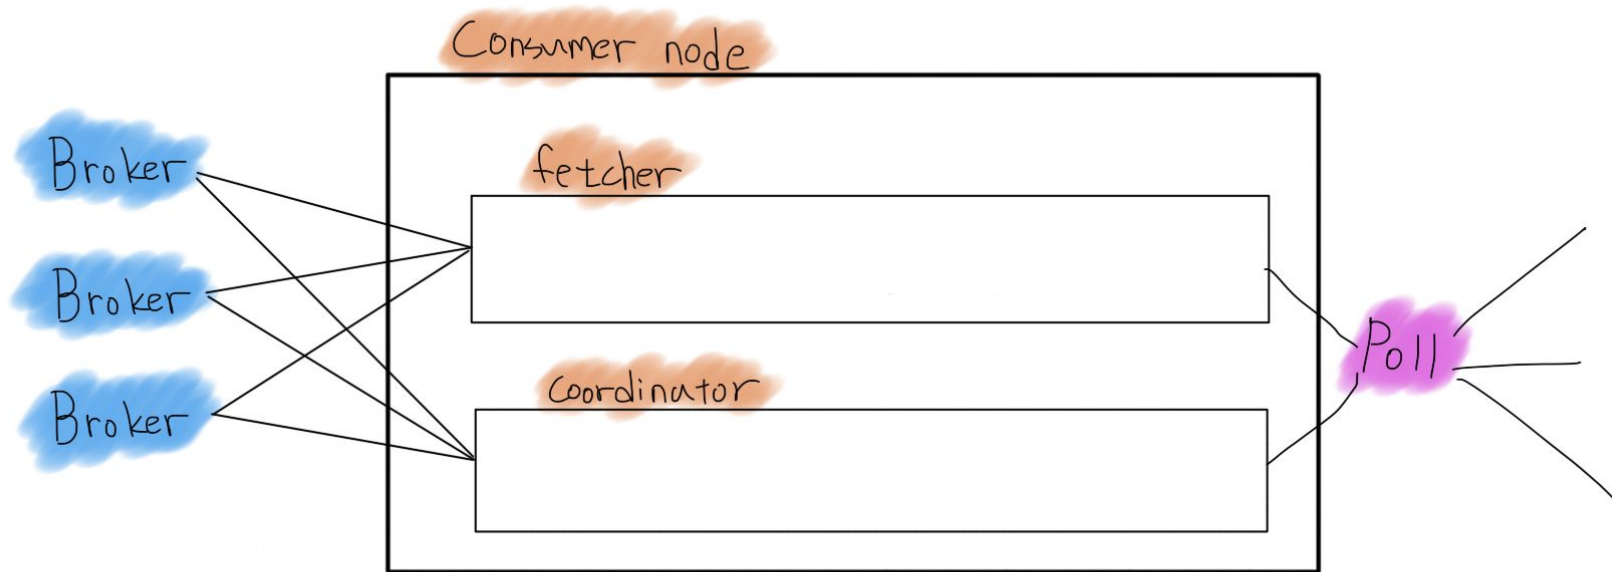 Consumer node
Broker
fetcher
Broker
Poll
coordinator
Broker